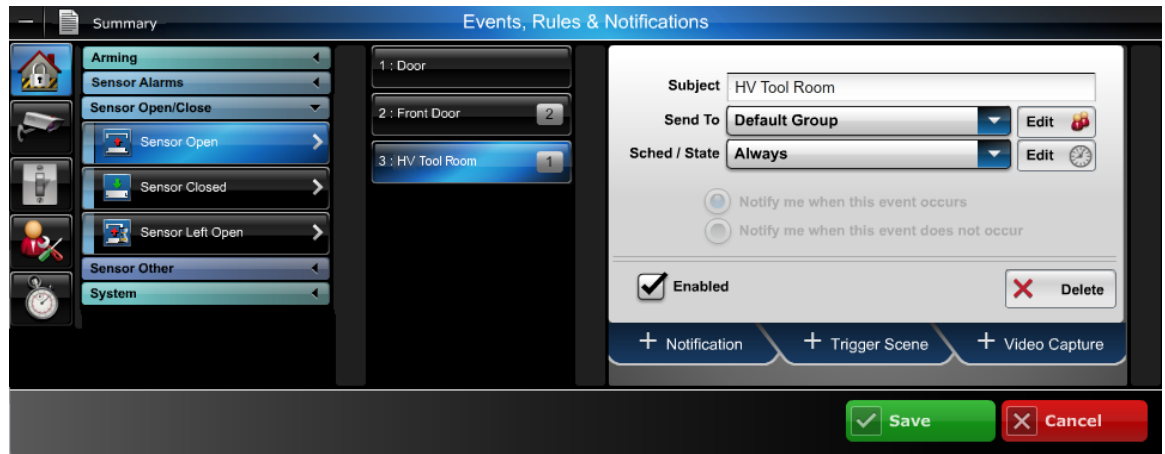 Summary
Events, Rules & Notifications
Arming
Sensor Alarms
Sensor Open/Close
Sensor Open
Sensor Closed
Sensor Left Open
Sensor Other
System
1 : Door
2 : Front Door 2
3 : HV Tool Room 1
Subject HV Tool Room
Send To Default Group Edit
Sched / State Always Edit
Notify me when this event occurs
Notify me when this event does not occur
Enabled
Delete
+ Notification + Trigger Scene + Video Capture
Save Cancel